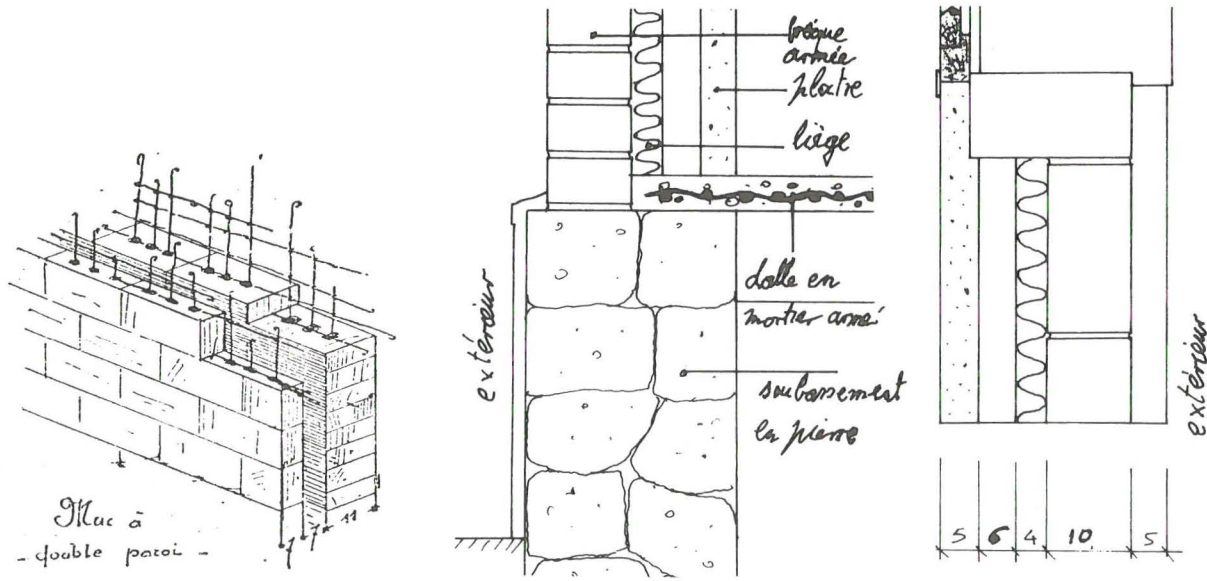 Mur à
- double paroi -
7 7 11
brique
armée
platre
liège
dalle en
mortier armé
soubassement
en pierre
extérieur
extérieur
5 6 4 10 5